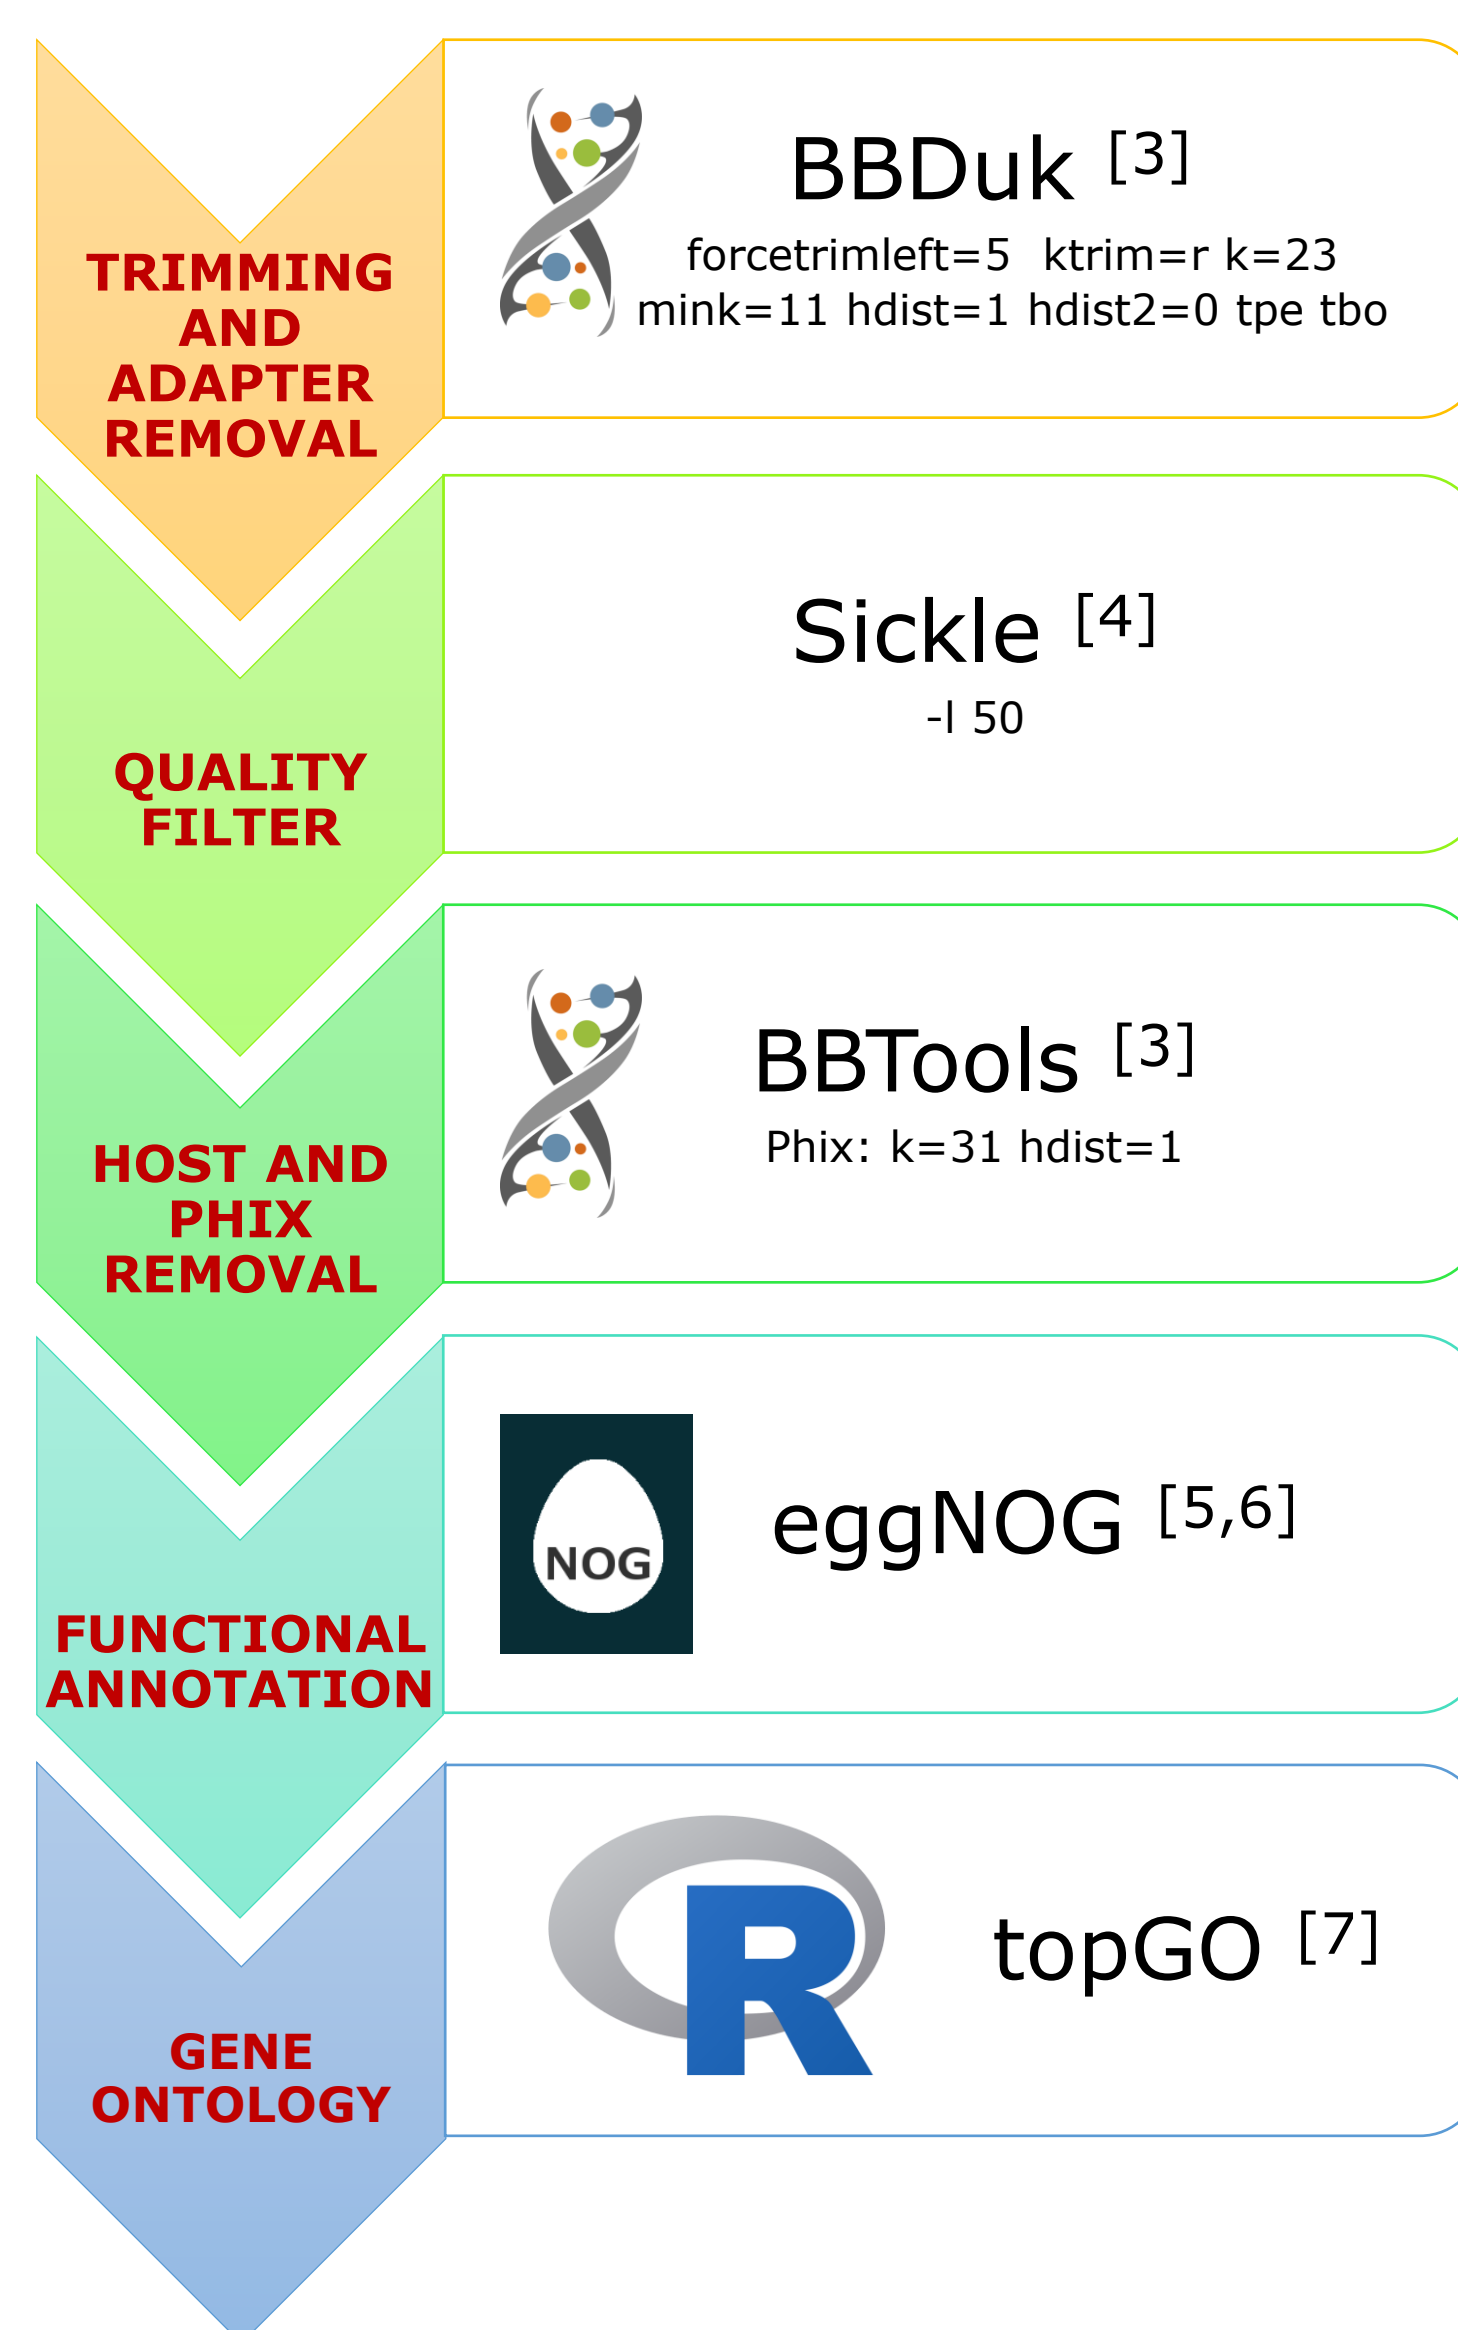 TRIMMING
AND
ADAPTER
REMOVAL
BBDuk [3]
forcetrimleft=5  ktrim=r k=23
mink=11 hdist=1 hdist2=0 tpe tbo
QUALITY
FILTER
Sickle [4]
-l 50
HOST AND
PHIX
REMOVAL
BBTools [3]
Phix: k=31 hdist=1
FUNCTIONAL
ANNOTATION
NOG
eggNOG [5,6]
GENE
ONTOLOGY
R
topGO [7]